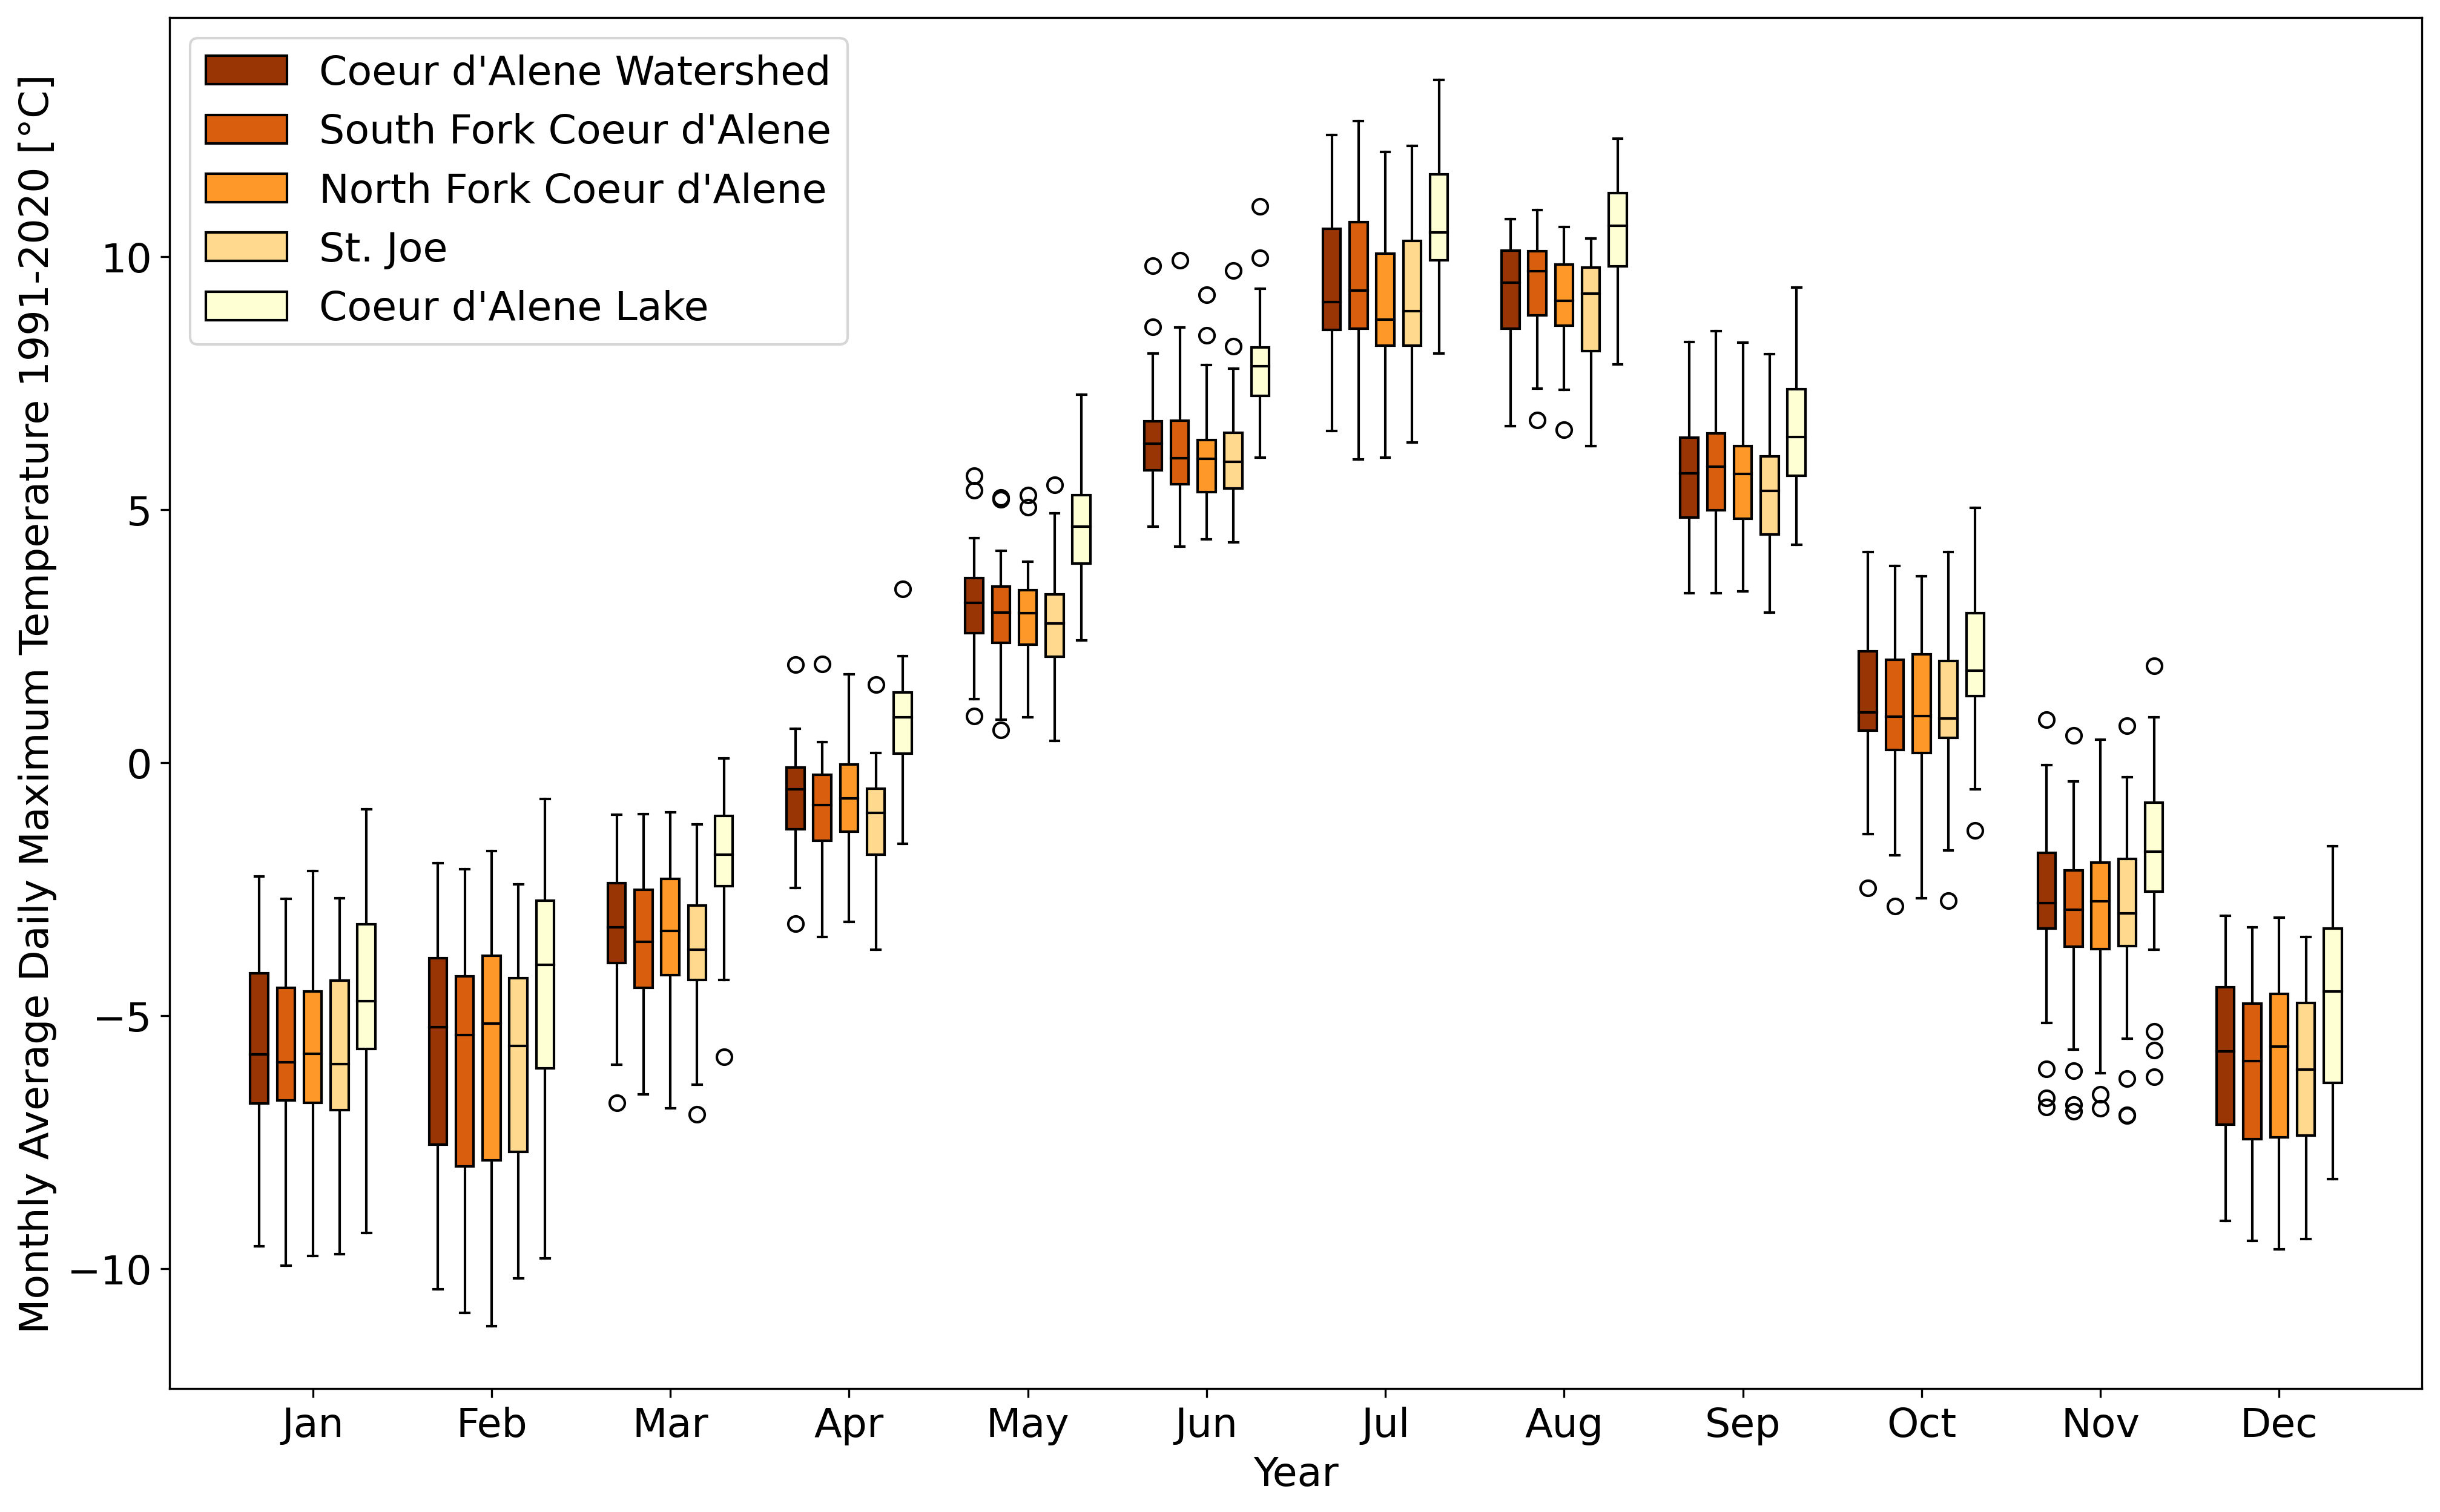 Monthly Average Daily Maximum Temperature 1991-2020 [°C]
Coeur d'Alene Watershed
South Fork Coeur d'Alene
North Fork Coeur d'Alene
St. Joe
Coeur d'Alene Lake
10
5
0
−5
−10
Jan Feb Mar Apr May Jun Jul Aug Sep Oct Nov Dec
Year